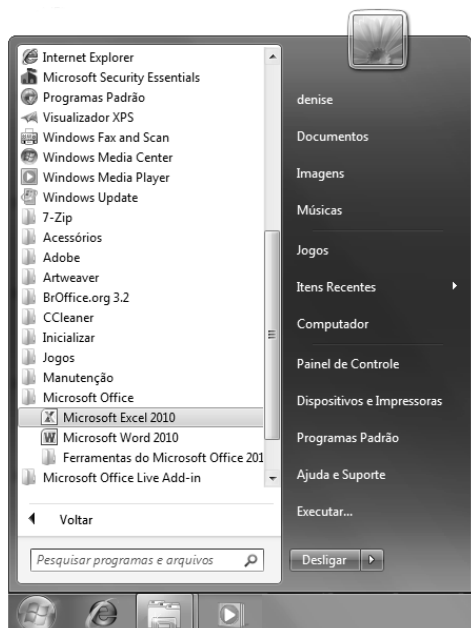 Internet Explorer
Microsoft Security Essentials
Programas Padrão
Visualizador XPS
Windows Fax and Scan
Windows Media Center
Windows Media Player
Windows Update
7-Zip
Acessórios
Adobe
Artweaver
BrOffice.org 3.2
CCleaner
Inicializar
Jogos
Manutenção
Microsoft Office
Microsoft Excel 2010
Microsoft Word 2010
Ferramentas do Microsoft Office 201
Microsoft Office Live Add-in
Voltar
Pesquisar programas e arquivos
denise
Documentos
Imagens
Músicas
Jogos
Itens Recentes
Computador
Painel de Controle
Dispositivos e Impressoras
Programas Padrão
Ajuda e Suporte
Executar...
Desligar